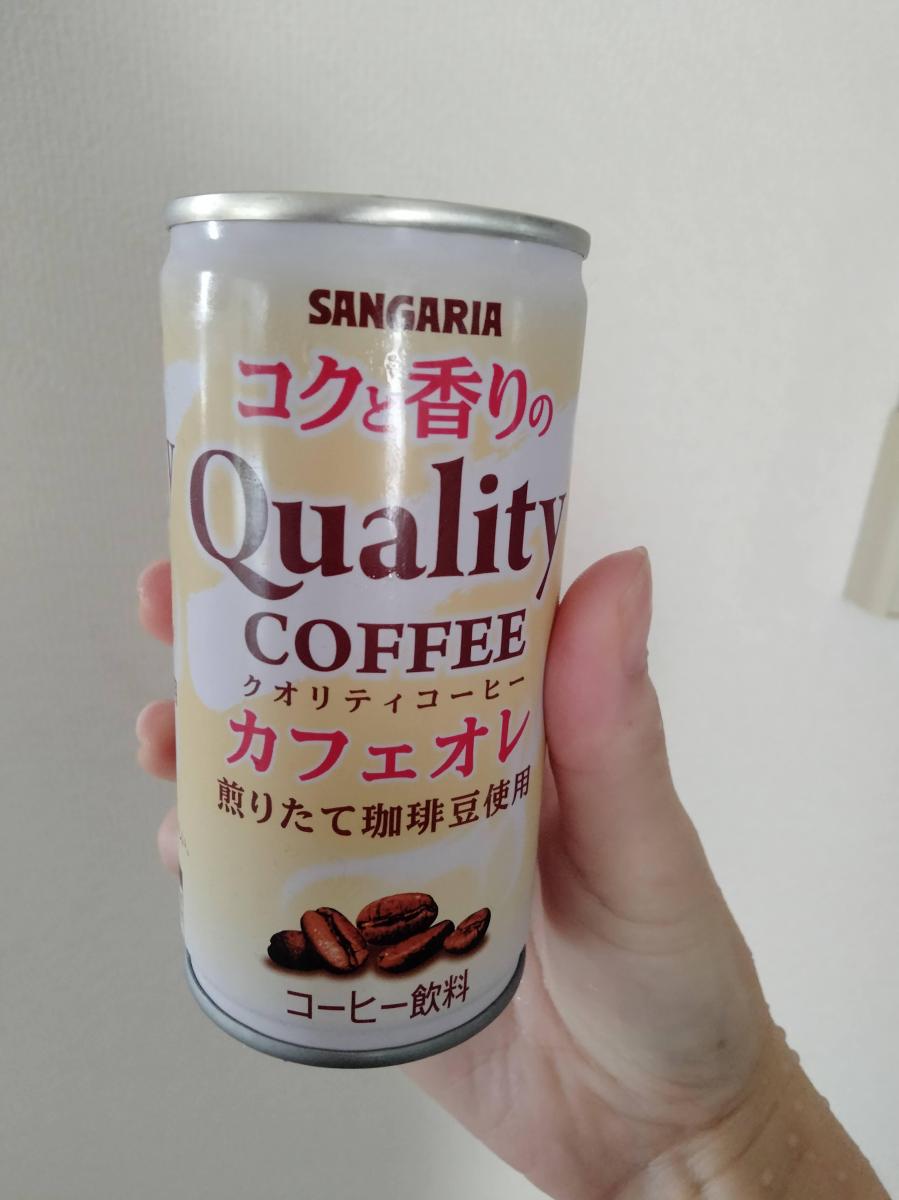 SANGARIA
コクと香りの
Quality
COFFEE
クオリティコーヒー
カフェオレ
煎りたて珈琲豆使用
コーヒー飲料